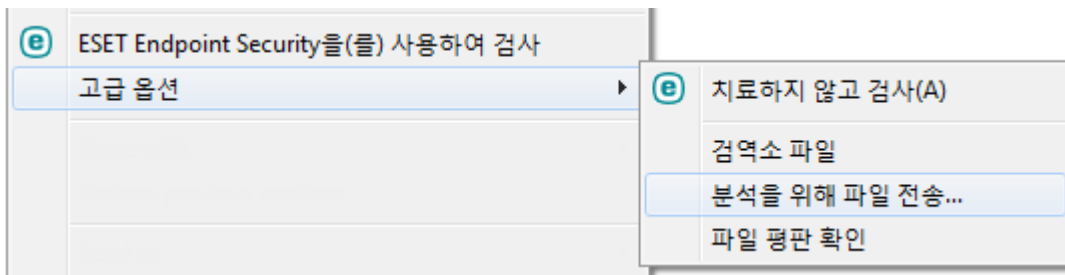 ESET Endpoint Security을(를) 사용하여 검사
고급 옵션
치료하지 않고 검사(A)
검역소 파일
분석을 위해 파일 전송...
파일 평판 확인